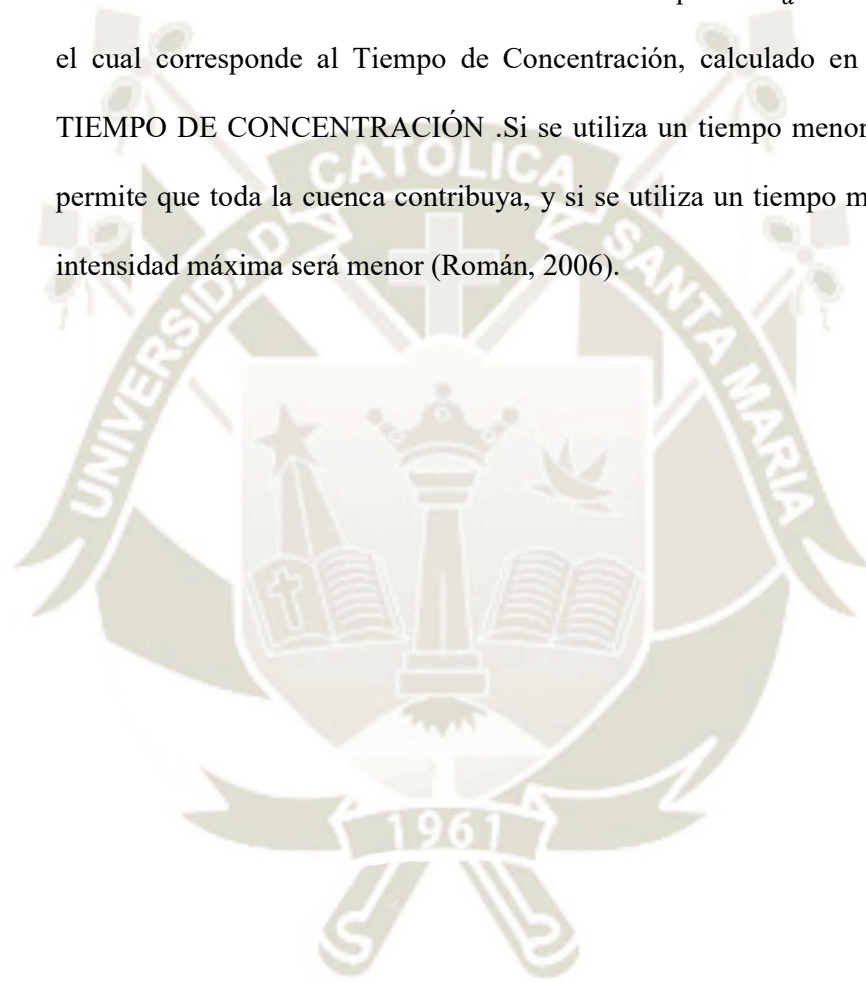 el cual corresponde al Tiempo de Concentración, calculado en
TIEMPO DE CONCENTRACIÓN .Si se utiliza un tiempo menor
permite que toda la cuenca contribuya, y si se utiliza un tiempo
intensidad máxima será menor (Román, 2006).
UNIVERSIDAD CATOLICA SANTA MARIA
1961